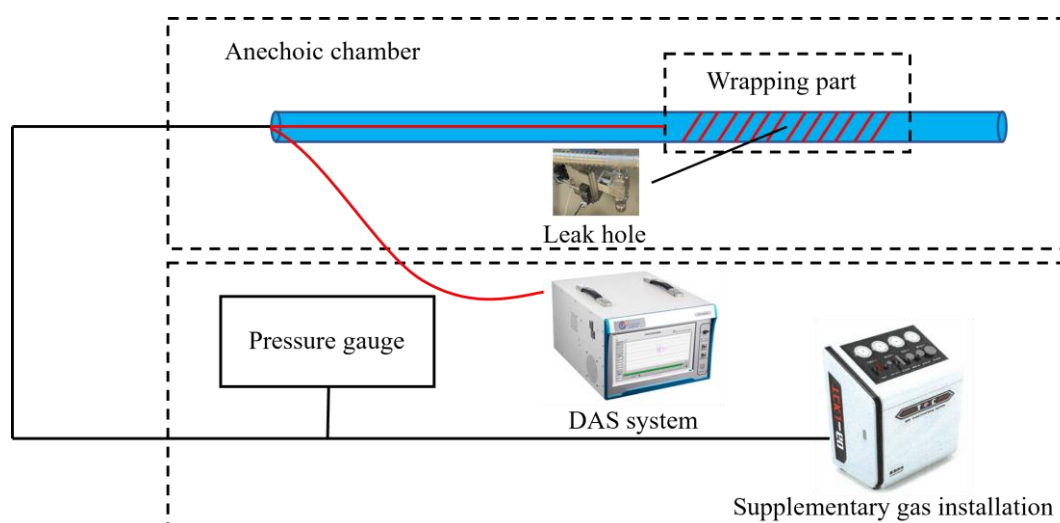 Anechoic chamber
Wrapping part
Leak hole
Pressure gauge
DAS system
Supplementary gas installation